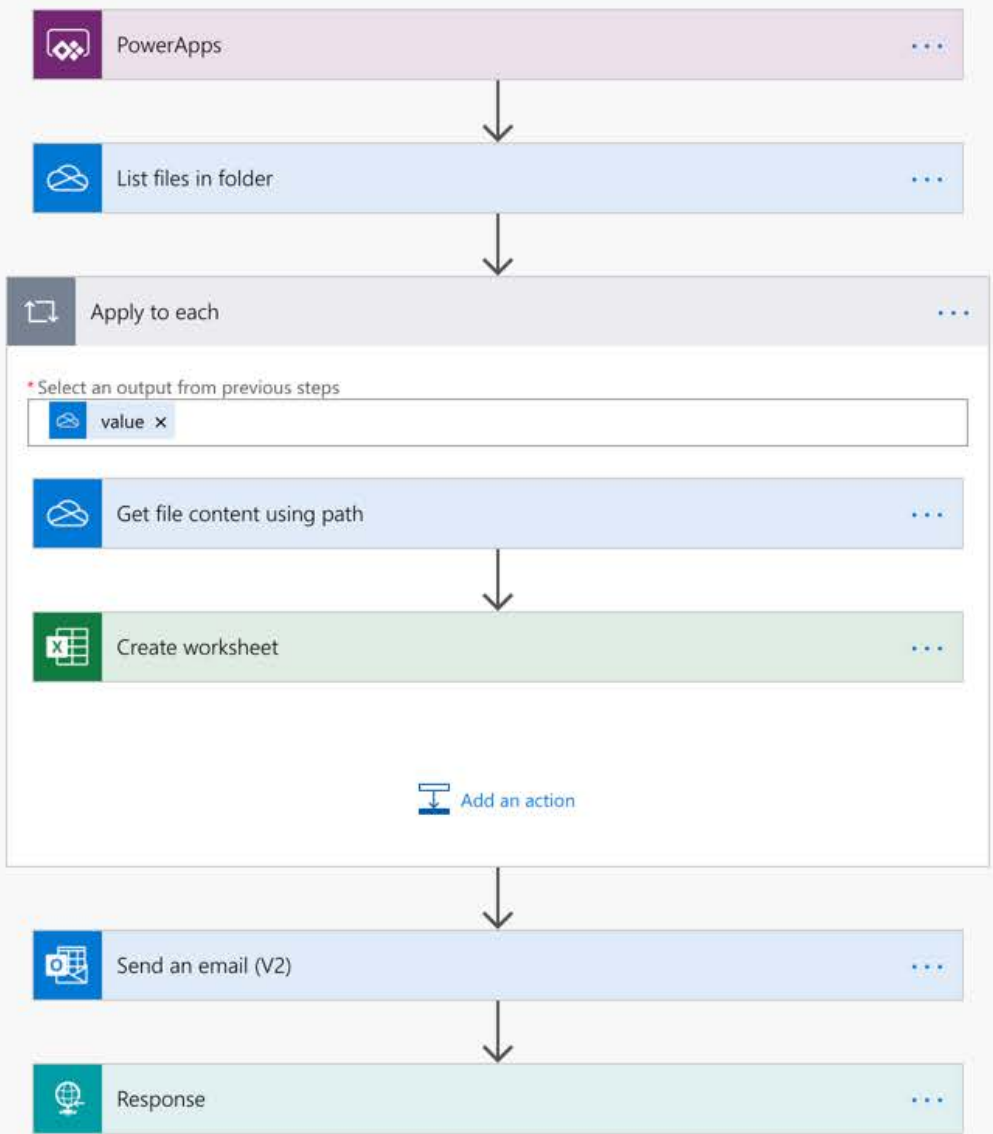 PowerApps
List files in folder
Apply to each
* Select an output from previous steps
value ×
Get file content using path
Create worksheet
Add an action
Send an email (V2)
Response